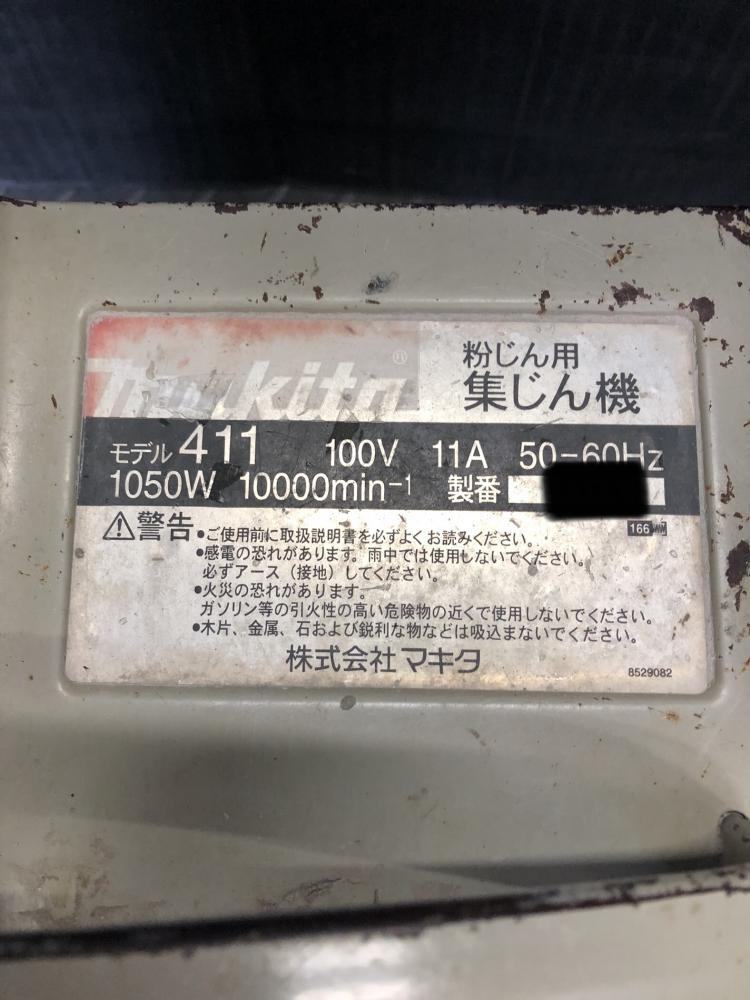 makita®
粉じん用
集じん機
モデル 411 100V 11A 50-60Hz
1050W 10000min-1 製番
166
⚠警告 ●ご使用前に取扱説明書を必ずよくお読みください。
●感電の恐れがあります。雨中では使用しないでください。
必ずアース（接地）してください。
●火災の恐れがあります。
ガソリン等の引火性の高い危険物の近くで使用しないでください。
●木片、金属、石および鋭利な物などは吸込まないでください。
株式会社マキタ
8529082